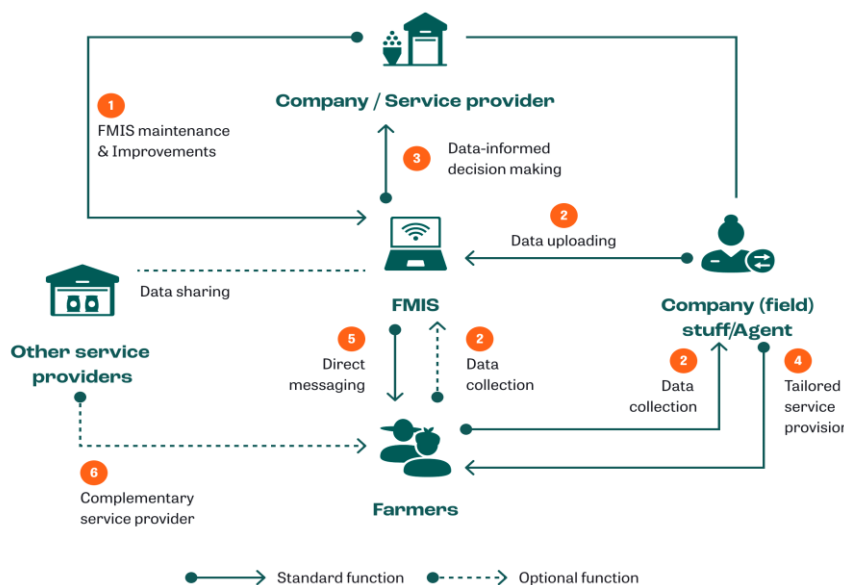 Company / Service provider
1
FMIS maintenance
& Improvements
3
Data-informed
decision making
2
Data uploading
Data sharing
FMIS
Company (field)
stuff/Agent
Other service
providers
5
Direct
messaging
2
Data
collection
2
Data
collection
4
Tailored
service
provision
6
Complementary
service provider
Farmers
Standard function
Optional function